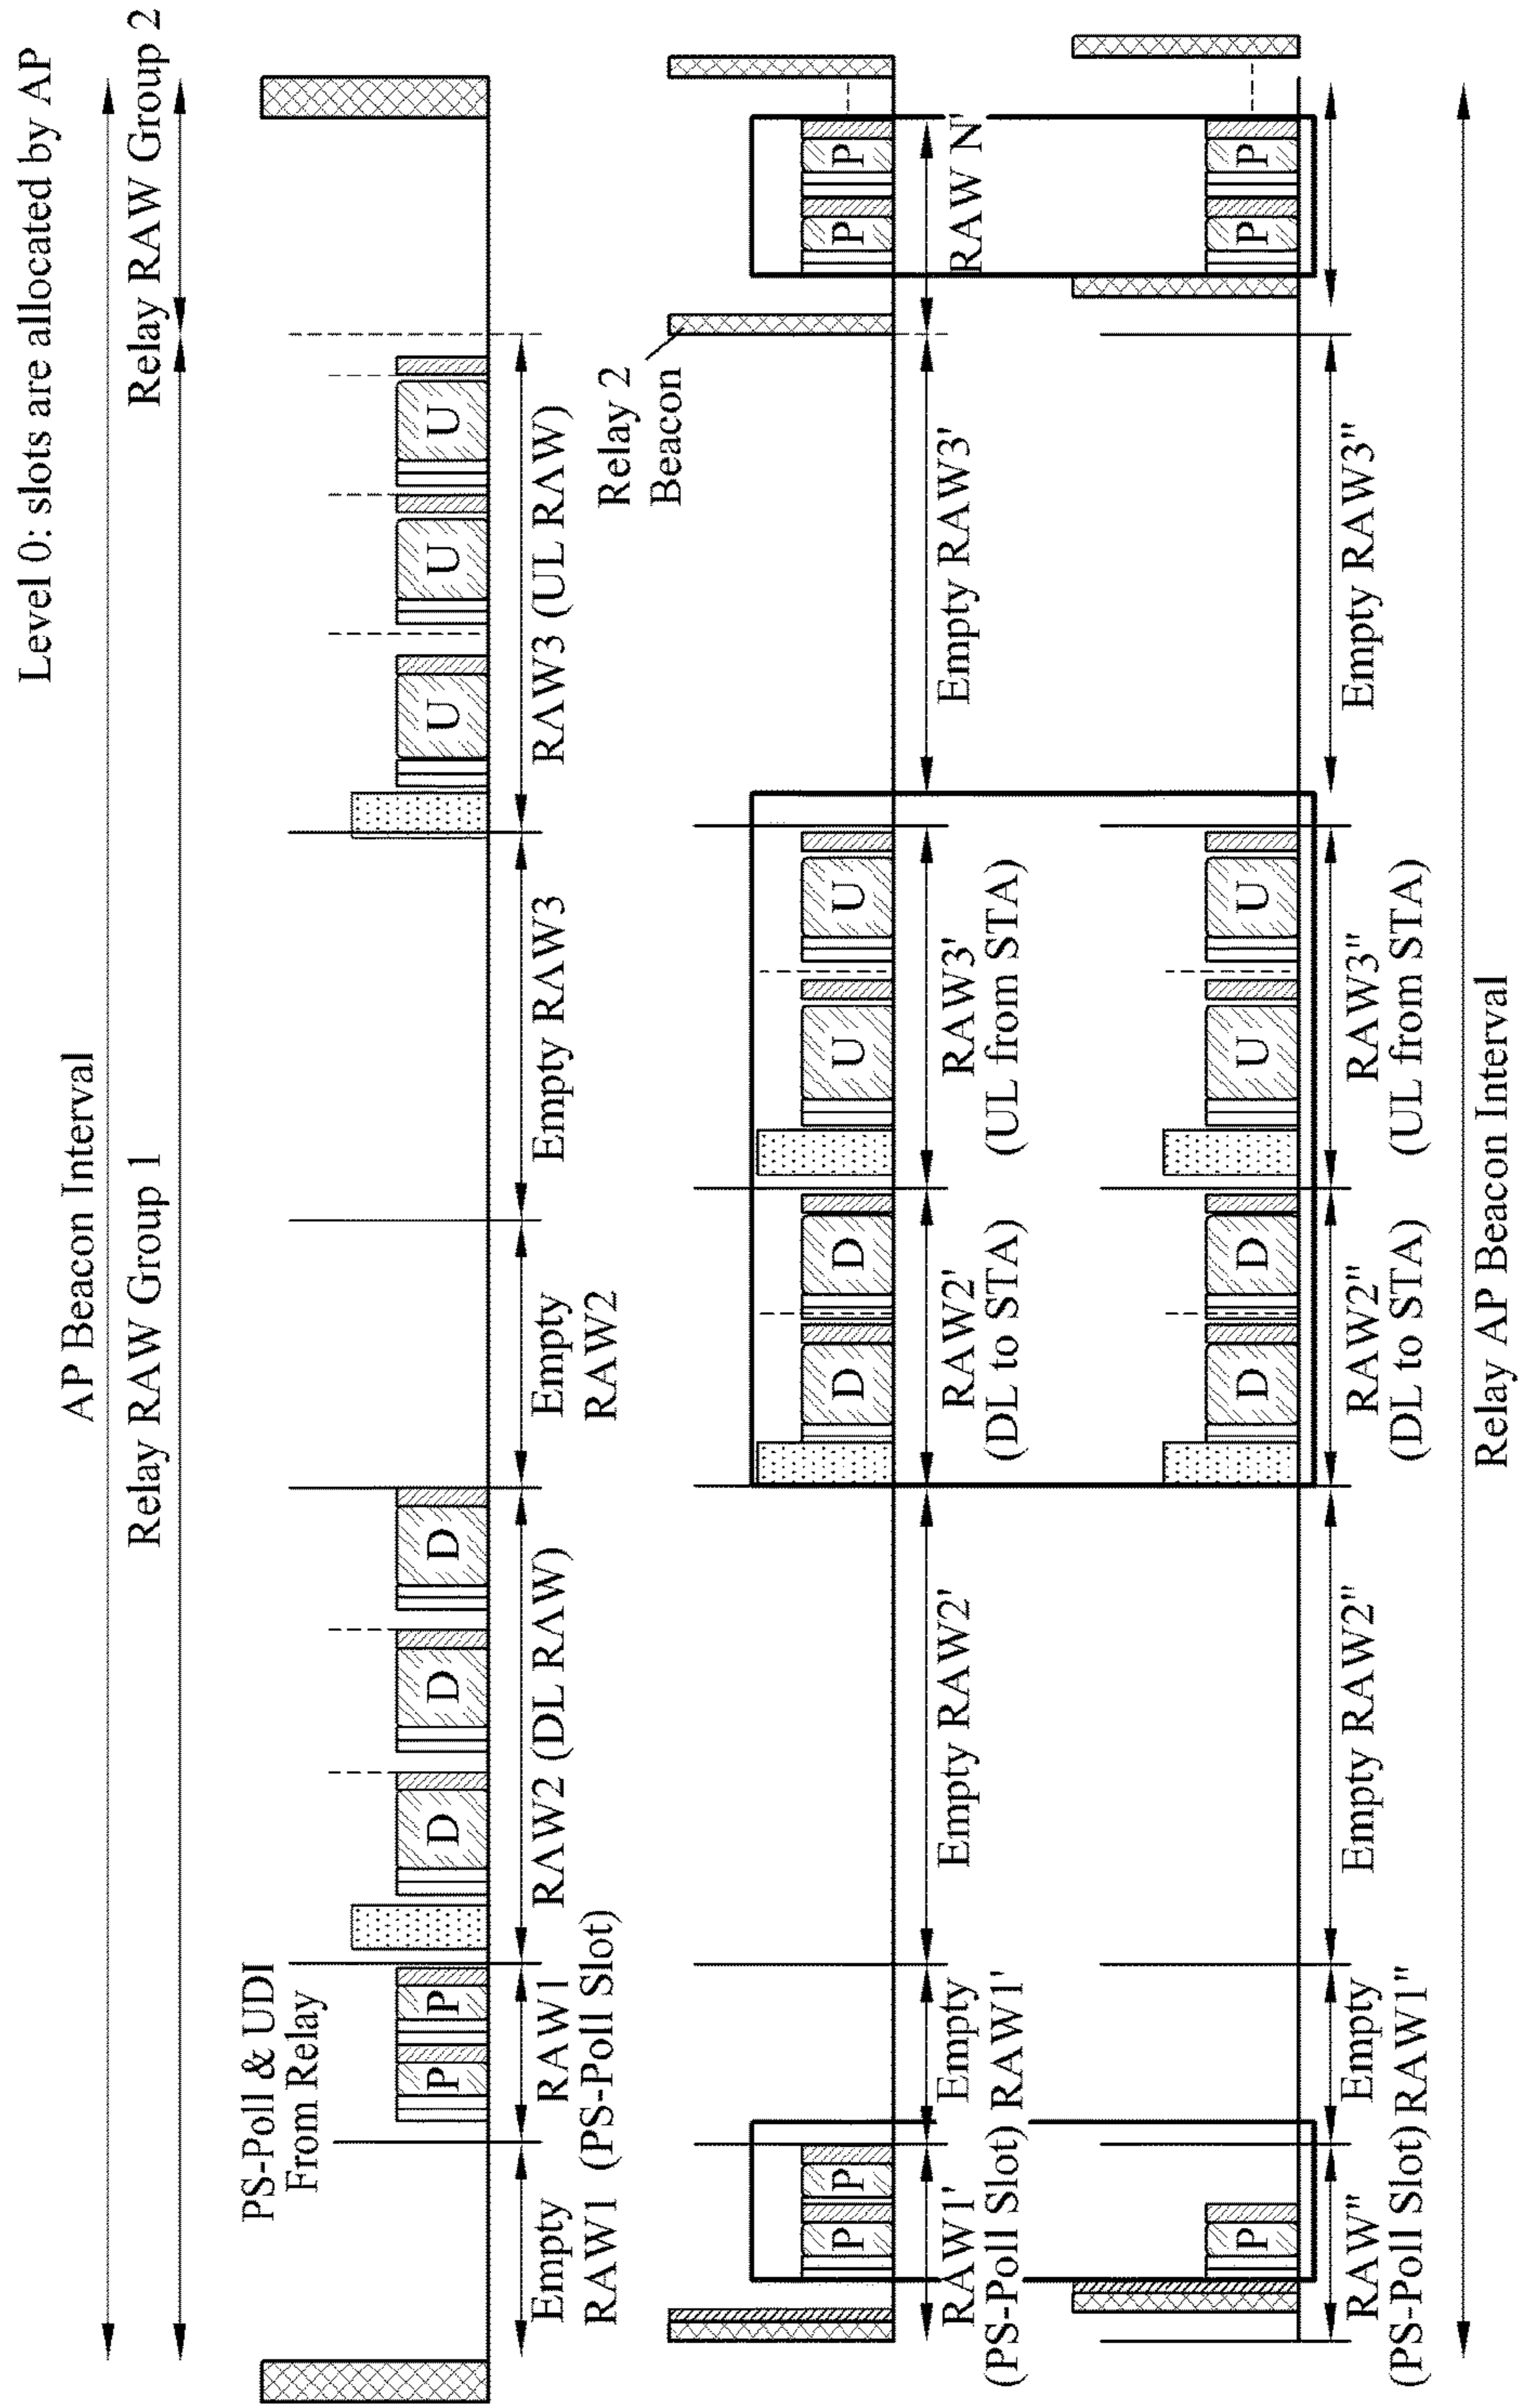 Level 0: slots are allocated by AP
AP Beacon Interval
Relay RAW Group 1
Relay RAW Group 2
PS-Poll & UDI
From Relay
P
P
D
D
D
U
U
U
Empty
RAW1
RAW1
(PS-Poll Slot)
RAW2 (DL RAW)
Empty
RAW2
Empty RAW3
RAW3 (UL RAW)
Relay 2
Beacon
P
P
D
D
U
U
P
P
RAW1'
(PS-Poll Slot)
Empty
RAW1'
Empty RAW2'
RAW2'
(DL to STA)
RAW3'
(UL from STA)
Empty RAW3'
RAW N'
P
D
D
U
U
P
P
RAW"
(PS-Poll Slot)
Empty
RAW1"
Empty RAW2"
RAW2"
(DL to STA)
RAW3"
(UL from STA)
Empty RAW3"
Relay AP Beacon Interval